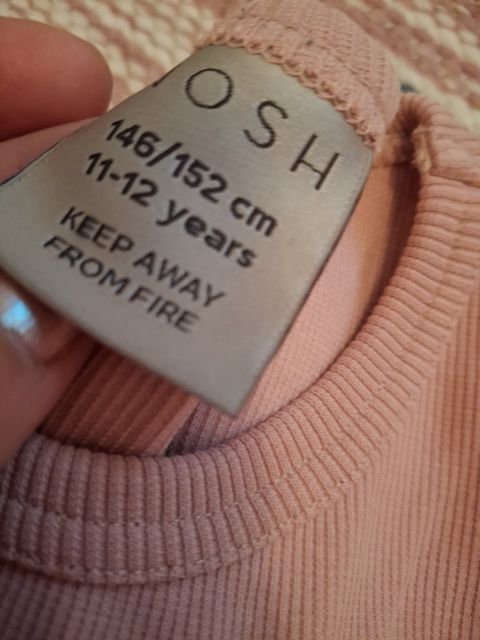 OSH
146/152 cm
11-12 years
KEEP AWAY
FROM FIRE